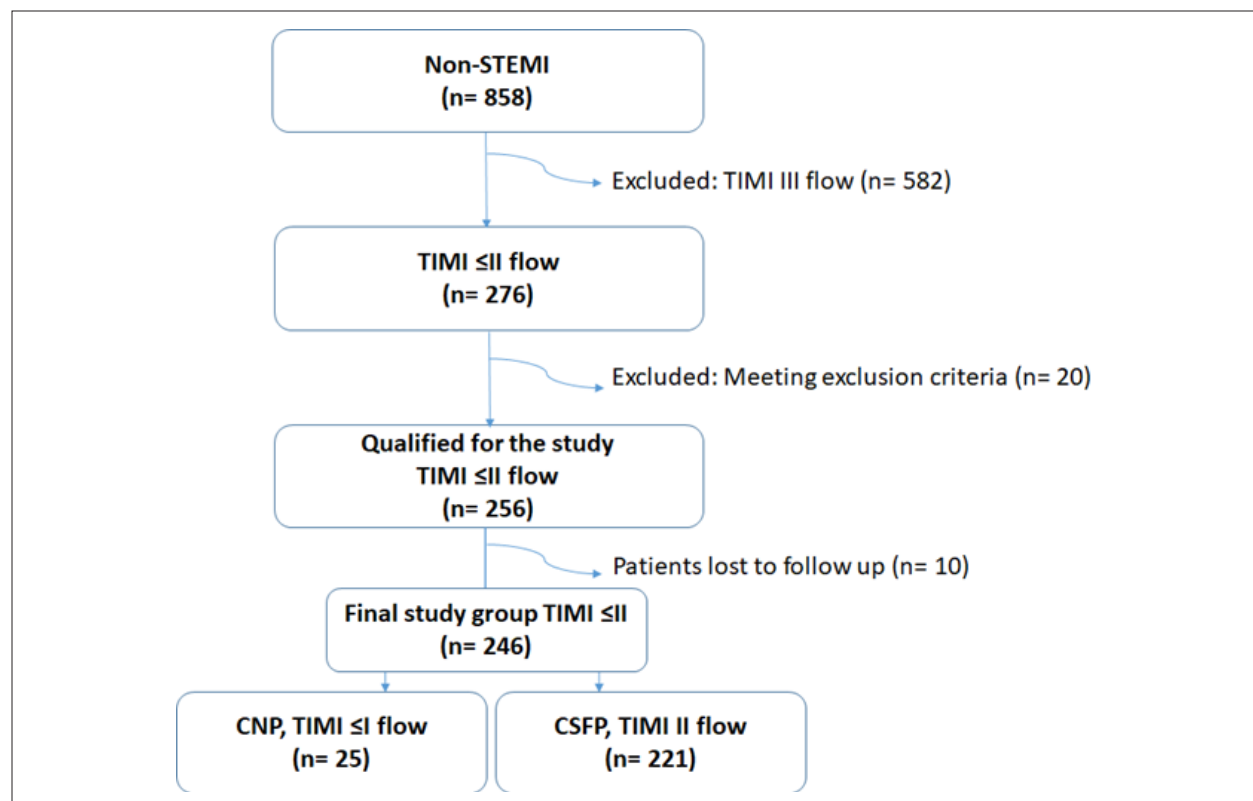 Non-STEMI
(n= 858)
Excluded: TIMI III flow (n= 582)
TIMI ≤II flow
(n= 276)
Excluded: Meeting exclusion criteria (n= 20)
Qualified for the study
TIMI ≤II flow
(n= 256)
Patients lost to follow up (n= 10)
Final study group TIMI ≤II
(n= 246)
CNP, TIMI ≤I flow
(n= 25)
CSFP, TIMI II flow
(n= 221)